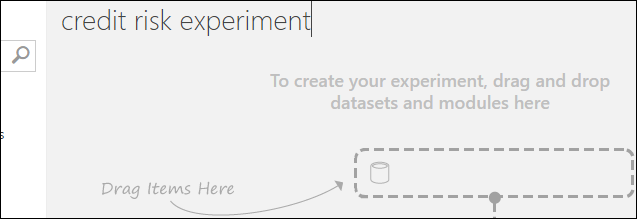 credit risk experiment
To create your experiment, drag and drop
datasets and modules here
s
Drag Items Here